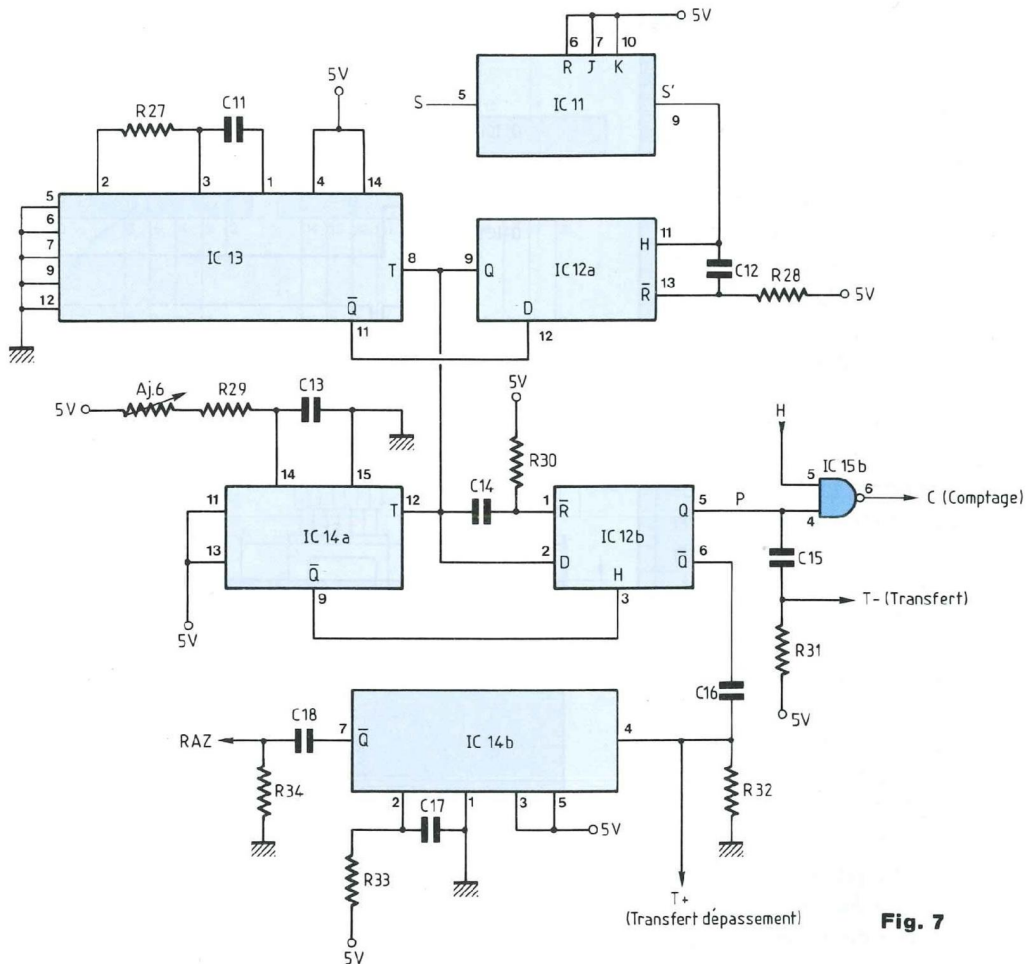 5V
6 7 10
R J K
S 5 IC 11 S' 9
5V
R27 C11
2 3 1 4 14
5
6
7
9
12
IC 13
T 8
Q̅
11
9 Q IC12a H 11
R̅ 13
D
12
C12 R28 5V
5V Aj.6 R29 C13
14 15
11
13
IC 14a
T 12
Q̅
9
5V
5V
R30
C14
1 R̅
2 D
IC 12b
Q 5
Q̅ 6
H
3
P
H
5
4
IC 15b
6
C (Comptage)
C15
T- (Transfert)
R31
5V
C16
RAZ C18 7 Q̅ IC 14b 4
R34
2 C17 1 3 5
5V
R33
5V
R32
T+
(Transfert dépassement)
Fig. 7